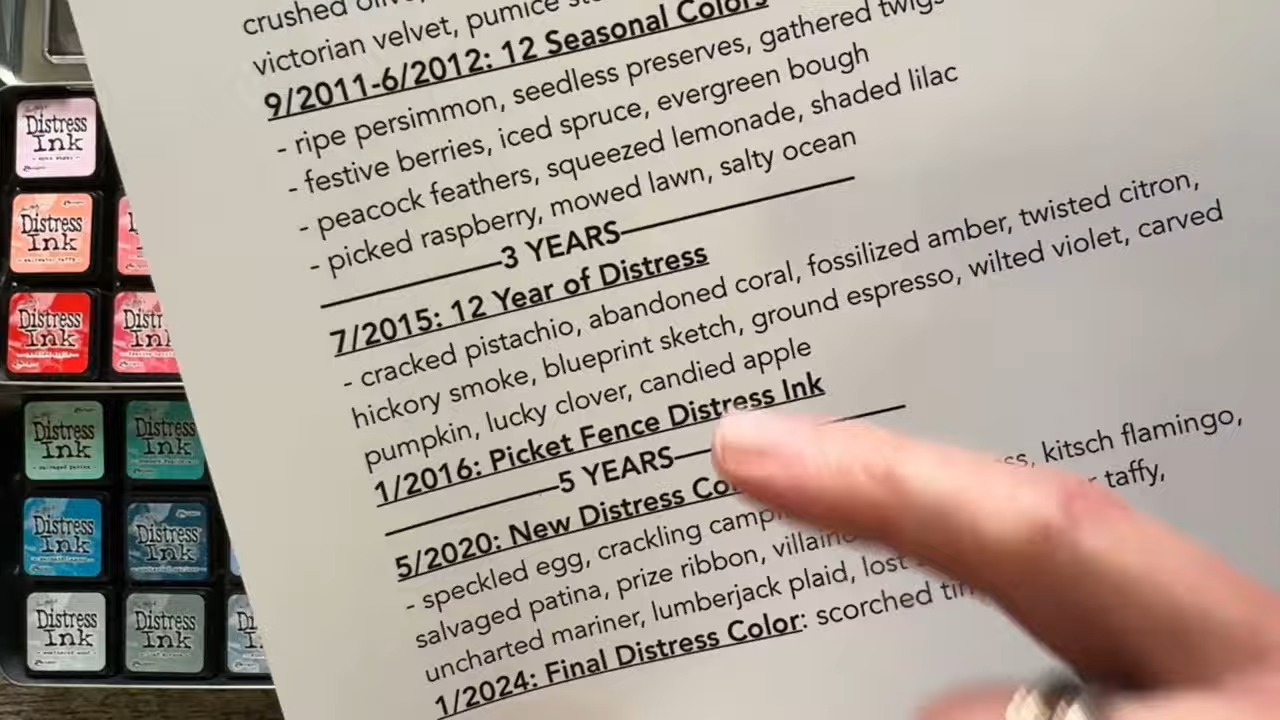 crushed
victorian velvet, pumice
9/2011-6/2012: 12 Seasonal Colors
- ripe persimmon, seedless preserves, gathered twigs
- festive berries, iced spruce, evergreen bough
- peacock feathers, squeezed lemonade, shaded lilac
- picked raspberry, mowed lawn, salty ocean
3 YEARS
7/2015: 12 Year of Distress
- cracked pistachio, abandoned coral, fossilized amber, twisted citron,
hickory smoke, blueprint sketch, ground espresso, wilted violet, carved
pumpkin, lucky clover, candied apple
1/2016: Picket Fence Distress Ink
5 YEARS
5/2020: New Distress
- speckled egg, crackling kitsch flamingo,
salvaged patina, prize ribbon, taffy,
uncharted mariner, lumberjack plaid, lost
1/2024: Final Distress Color: scorched
Distress Ink
Distress Ink
Distress Ink
Distress Ink
Distress Ink
Distress Ink
Distress Ink
Distress Ink
Distress Ink
Distress Ink